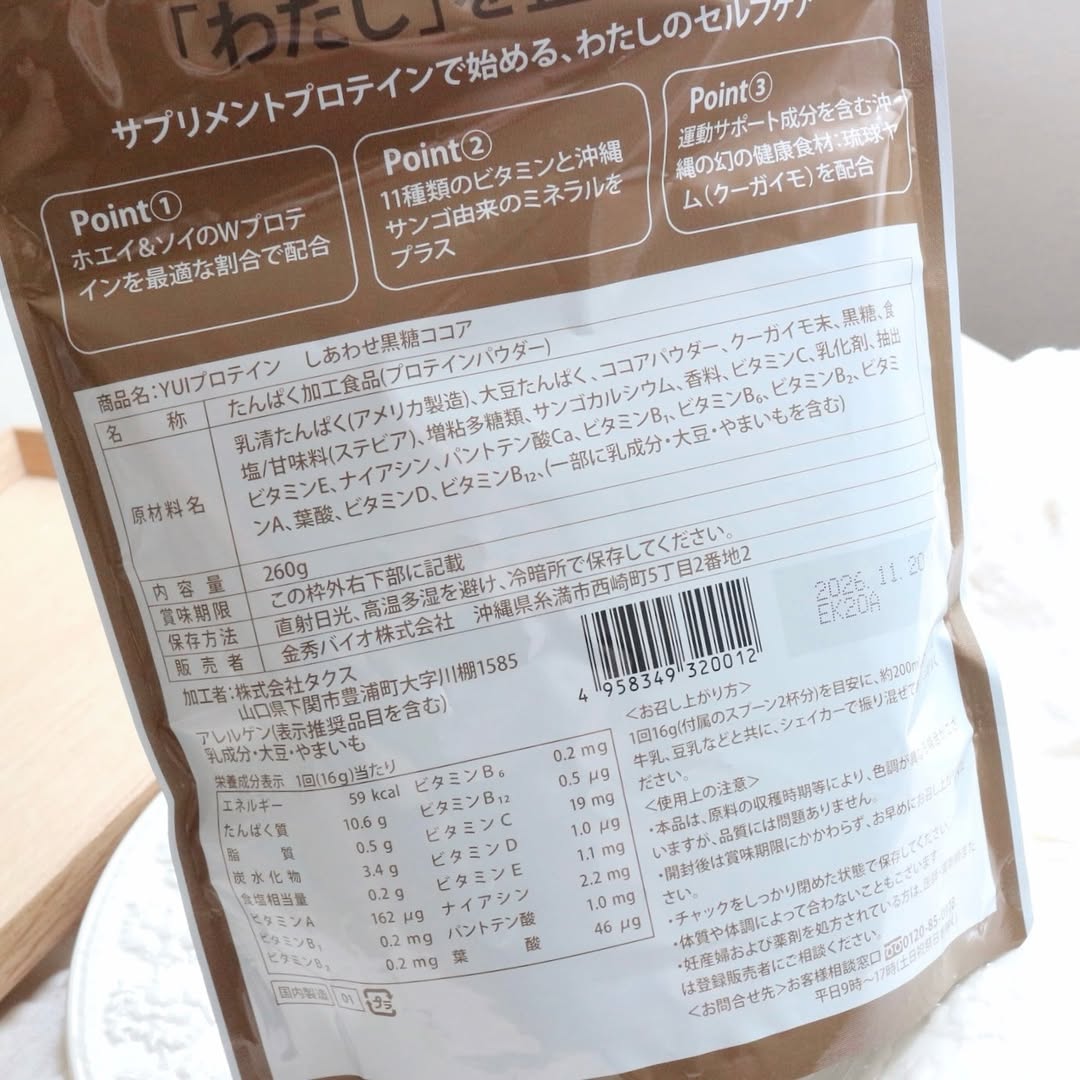 「わたし」を
サプリメントプロテインで始める、わたしのセルフケア
Point①
ホエイ&ソイのWプロテ
インを最適な割合で配合
Point②
11種類のビタミンと沖縄
サンゴ由来のミネラルを
プラス
Point③
運動サポート成分を含む沖
縄の幻の健康食材:琉球ヤ
ム(クーガイモ)を配合
商品名:YUIプロテイン しあわせ黒糖ココア
名 称 たんぱく加工食品(プロテインパウダー)
原材料名
乳清たんぱく(アメリカ製造)、大豆たんぱく、ココアパウダー、クーガイモ末、黒糖、食
塩/甘味料(ステビア)、増粘多糖類、サンゴカルシウム、香料、ビタミンC、乳化剤、抽出
ビタミンE、ナイアシン、パントテン酸Ca、ビタミンB₁、ビタミンB₆、ビタミンB₂、ビタミ
ンA、葉酸、ビタミンD、ビタミンB₁₂、(一部に乳成分・大豆・やまいもを含む)
内容量 260g
賞味期限 この枠外右下部に記載
保存方法 直射日光、高温多湿を避け、冷暗所で保存してください。
販売者 金秀バイオ株式会社 沖縄県糸満市西崎町5丁目2番地2
加工者:株式会社タクス
山口県下関市豊浦町大字川棚1585
アレルゲン(表示推奨品目を含む)
乳成分・大豆・やまいも
栄養成分表示 1回(16g)当たり
エネルギー 59 kcal ビタミンB₆ 0.2 mg
たんぱく質 10.6 g ビタミンB₁₂ 0.5 μg
脂質 0.5 g ビタミンC 19 mg
炭水化物 3.4 g ビタミンD 1.0 μg
食塩相当量 0.2 g ビタミンE 1.1 mg
ビタミンA 162 μg ナイアシン 2.2 mg
ビタミンB₁ 0.2 mg パントテン酸 1.0 mg
ビタミンB₂ 0.2 mg 葉酸 46 μg
国内製造 01 プラ
4 958349 320012
2026.11.20
EK2DA
<お召し上がり方>
1回16g(付属のスプーン2杯分)を目安に、約200m
牛乳、豆乳などと共に、シェイカーで振り混ぜて
ださい。
<使用上の注意>
・本品は、原料の収穫時期等により、色調が異
いますが、品質には問題ありません。
・開封後は賞味期限にかかわらず、お早めにお召し上
さい。
・チャックをしっかり閉めた状態で保存してください。
・体質や体調によって合わないこともございます。
・妊産婦および薬剤を処方されている方は、医師・薬剤師また
は登録販売者にご相談ください。
<お問合せ先>お客様相談窓口 0120-85-
平日9時〜17時(土日祝祭日を除く)